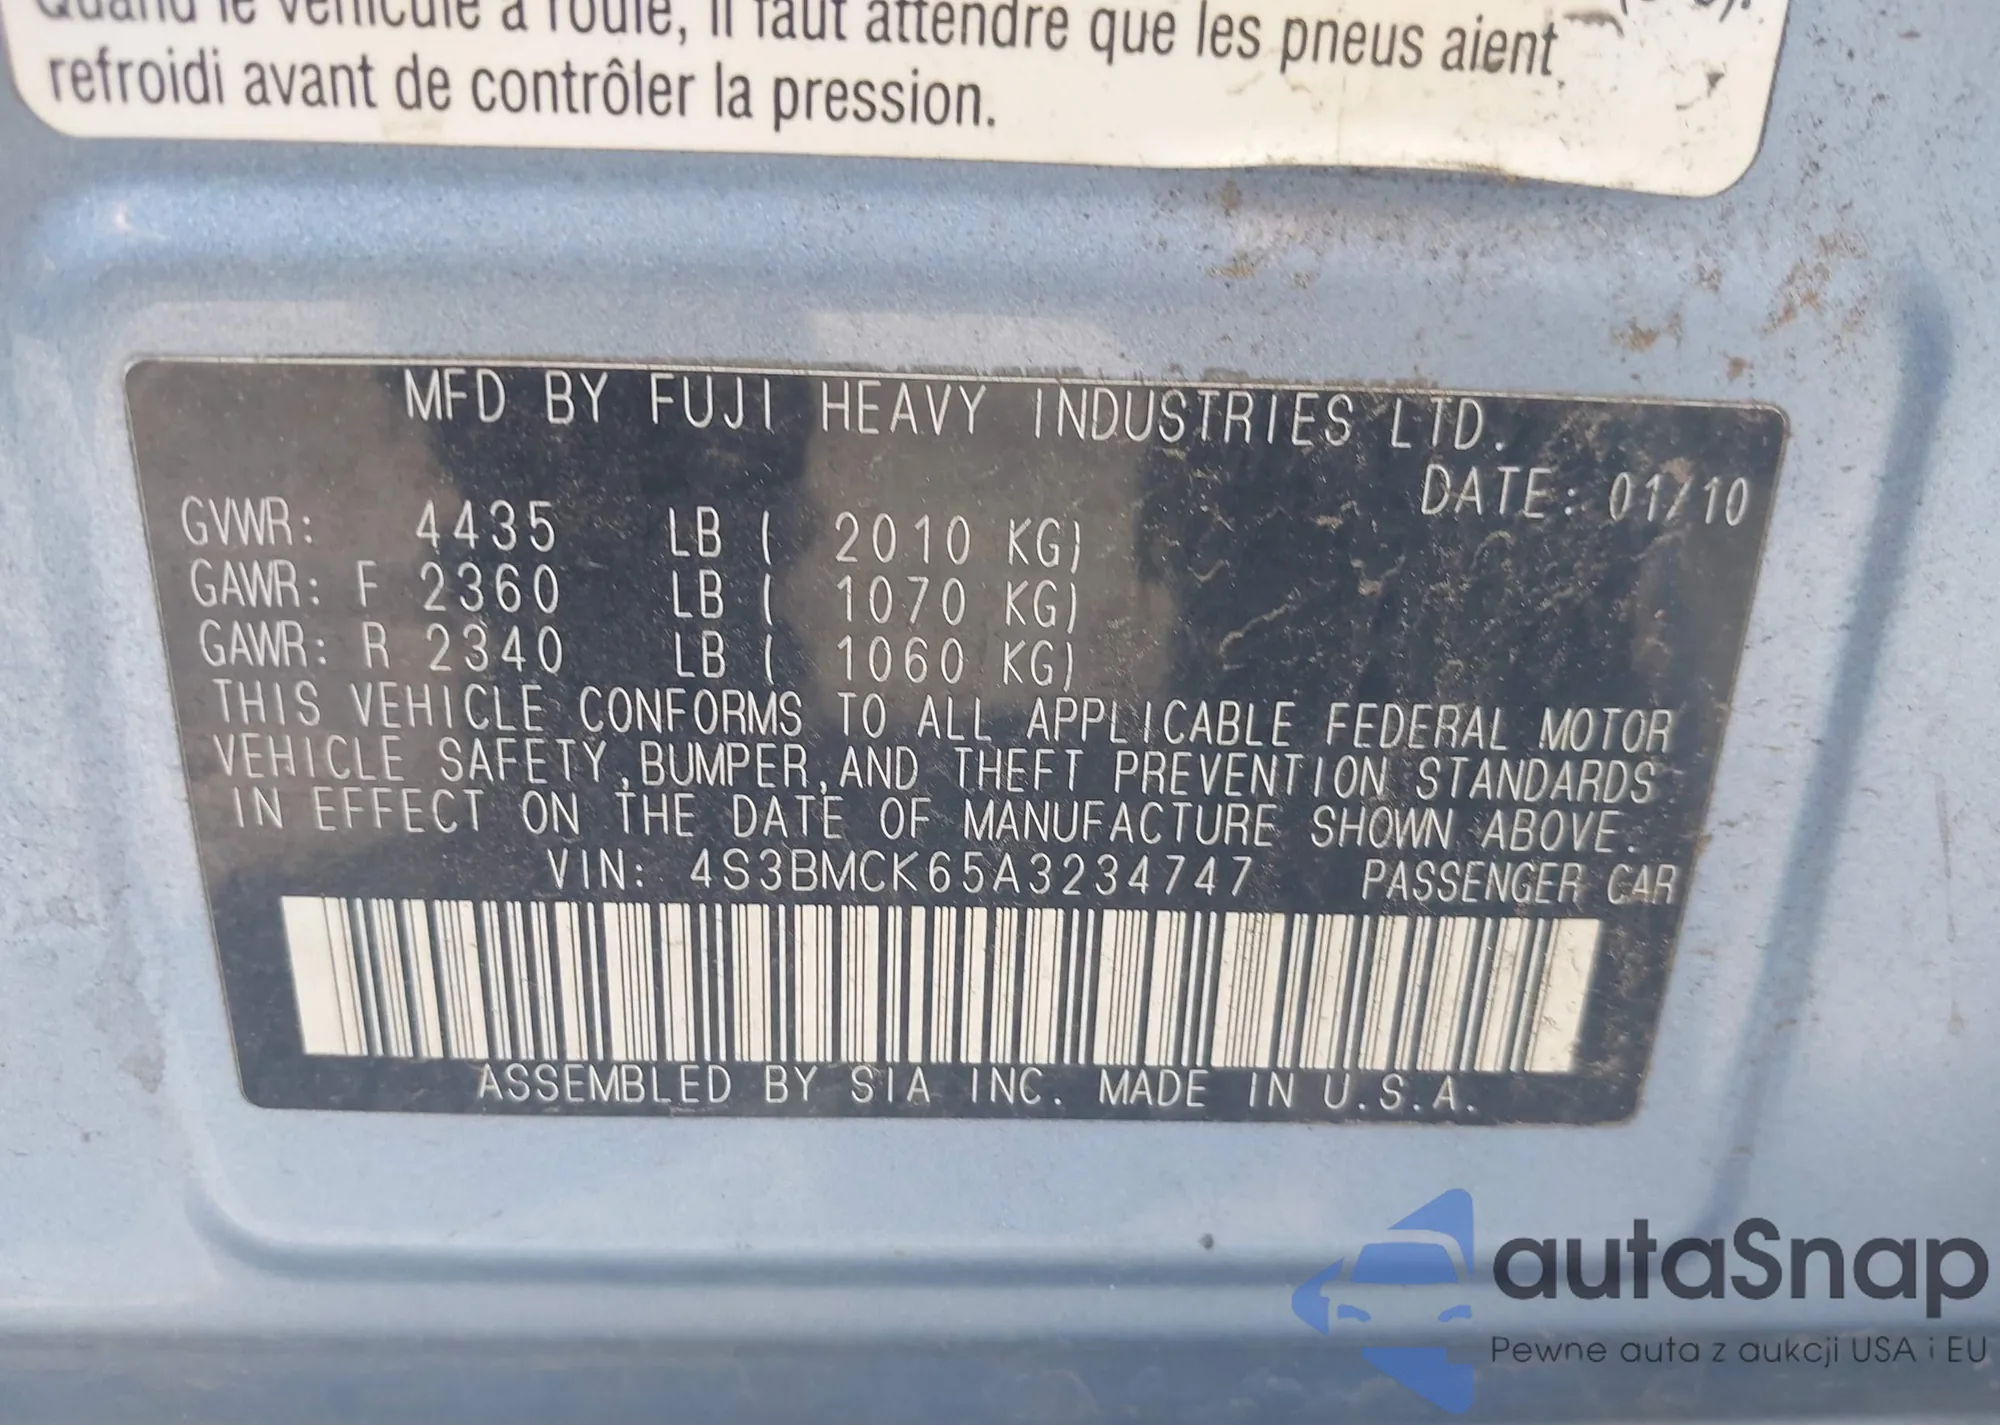 Quand le véhicule a roulé, il faut attendre que les pneus aient
refroidi avant de contrôler la pression.
MFD BY FUJI HEAVY INDUSTRIES LTD.
DATE: 01/10
GVWR: 4435 LB ( 2010 KG)
GAWR: F 2360 LB ( 1070 KG)
GAWR: R 2340 LB ( 1060 KG)
THIS VEHICLE CONFORMS TO ALL APPLICABLE FEDERAL MOTOR
VEHICLE SAFETY,BUMPER,AND THEFT PREVENTION STANDARDS
IN EFFECT ON THE DATE OF MANUFACTURE SHOWN ABOVE.
VIN: 4S3BMCK65A3234747 PASSENGER CAR
ASSEMBLED BY SIA INC. MADE IN U.S.A.
autaSnap
Pewne auta z aukcji USA i EU